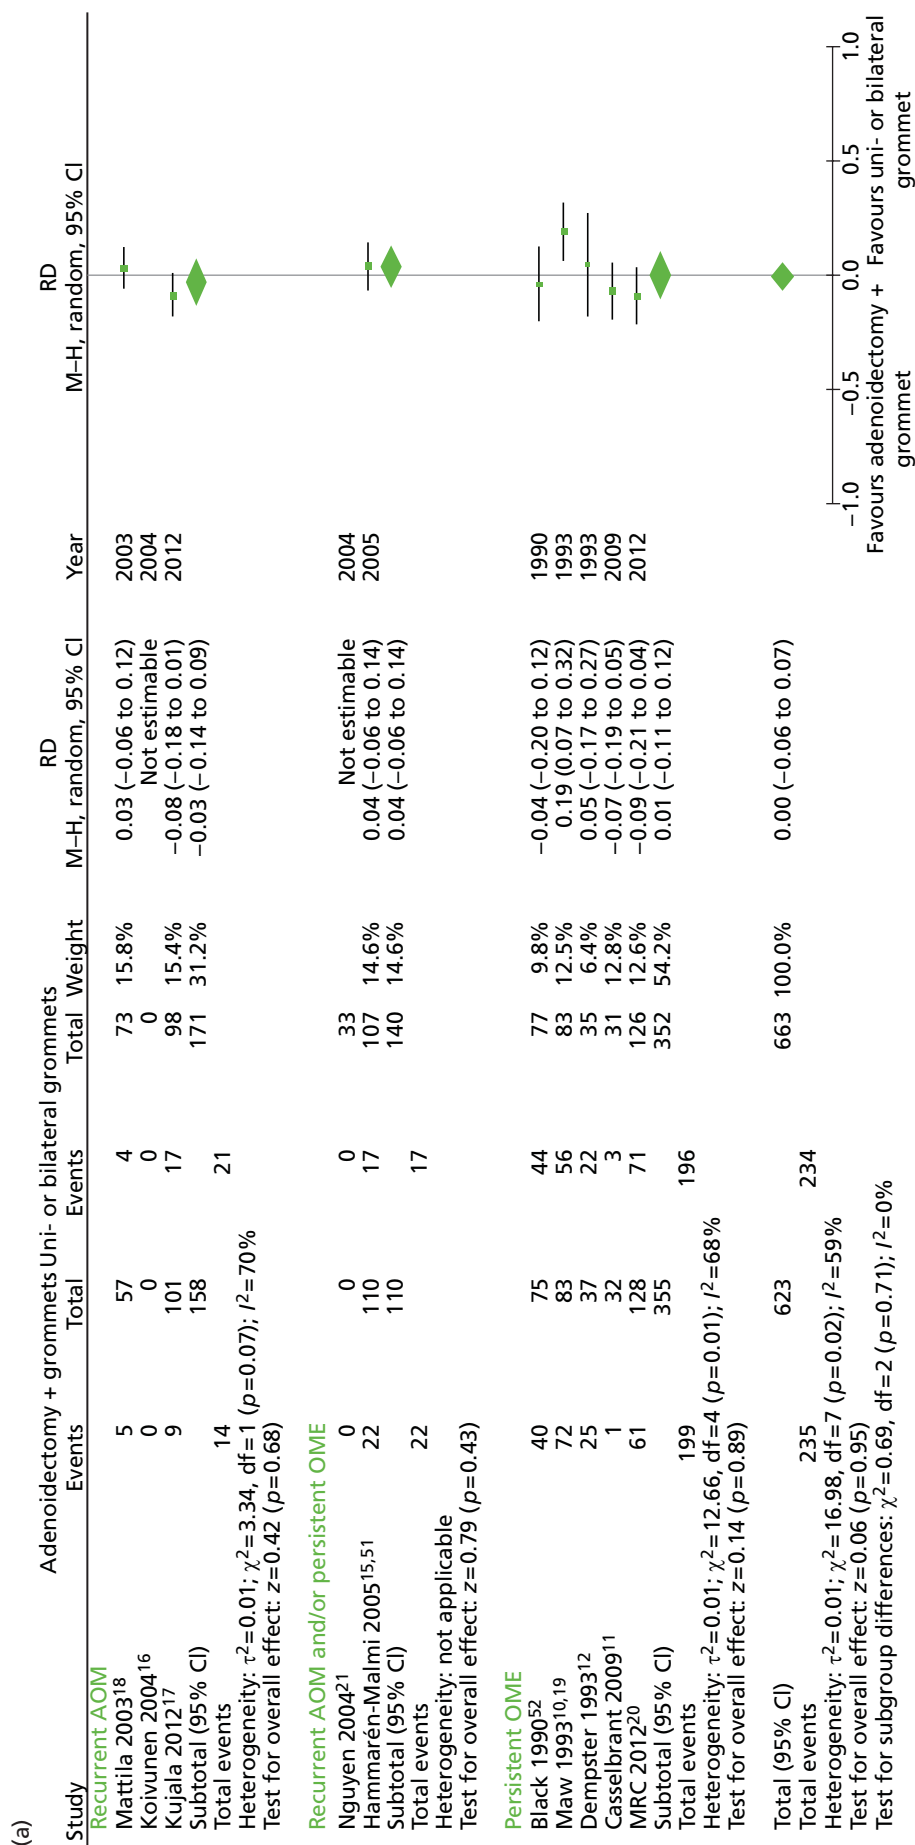 (a)
Adenoidectomy + grommets Uni- or bilateral grommets RD RD
Study Events Total Events Total Weight M–H, random, 95% CI Year M–H, random, 95% CI
Recurrent AOM
Mattila 2003¹⁸ 5 57 4 73 15.8% 0.03 (−0.06 to 0.12) 2003
Koivunen 2004¹⁶ 0 0 0 0 Not estimable 2004
Kujala 2012¹⁷ 9 101 17 98 15.4% −0.08 (−0.18 to 0.01) 2012
Subtotal (95% CI) 158 171 31.2% −0.03 (−0.14 to 0.09)
Total events 14 21
Heterogeneity: τ²=0.01; χ²=3.34, df=1 (p=0.07); I²=70%
Test for overall effect: z=0.42 (p=0.68)
Recurrent AOM and/or persistent OME
Nguyen 2004²¹ 0 0 0 33 Not estimable 2004
Hammarén-Malmi 2005¹⁵,⁵¹ 22 110 17 107 14.6% 0.04 (−0.06 to 0.14) 2005
Subtotal (95% CI) 110 140 14.6% 0.04 (−0.06 to 0.14)
Total events 22 17
Heterogeneity: not applicable
Test for overall effect: z=0.79 (p=0.43)
Persistent OME
Black 1990⁵² 40 75 44 77 9.8% −0.04 (−0.20 to 0.12) 1990
Maw 1993¹⁰,¹⁹ 72 83 56 83 12.5% 0.19 (0.07 to 0.32) 1993
Dempster 1993¹² 25 37 22 35 6.4% 0.05 (−0.17 to 0.27) 1993
Casselbrant 2009¹¹ 1 32 3 31 12.8% −0.07 (−0.19 to 0.05) 2009
MRC 2012²⁰ 61 128 71 126 12.6% −0.09 (−0.21 to 0.04) 2012
Subtotal (95% CI) 355 352 54.2% 0.01 (−0.11 to 0.12)
Total events 199 196
Heterogeneity: τ²=0.01; χ²=12.66, df=4 (p=0.01); I²=68%
Test for overall effect: z=0.14 (p=0.89)
Total (95% CI) 623 663 100.0% 0.00 (−0.06 to 0.07)
Total events 235 234
Heterogeneity: τ²=0.01; χ²=16.98, df=7 (p=0.02); I²=59%
Test for overall effect: z=0.06 (p=0.95)
Test for subgroup differences: χ²=0.69, df=2 (p=0.71); I²=0%
−1.0 −0.5 0.0 0.5 1.0
Favours adenoidectomy + Favours uni- or bilateral
grommet grommet